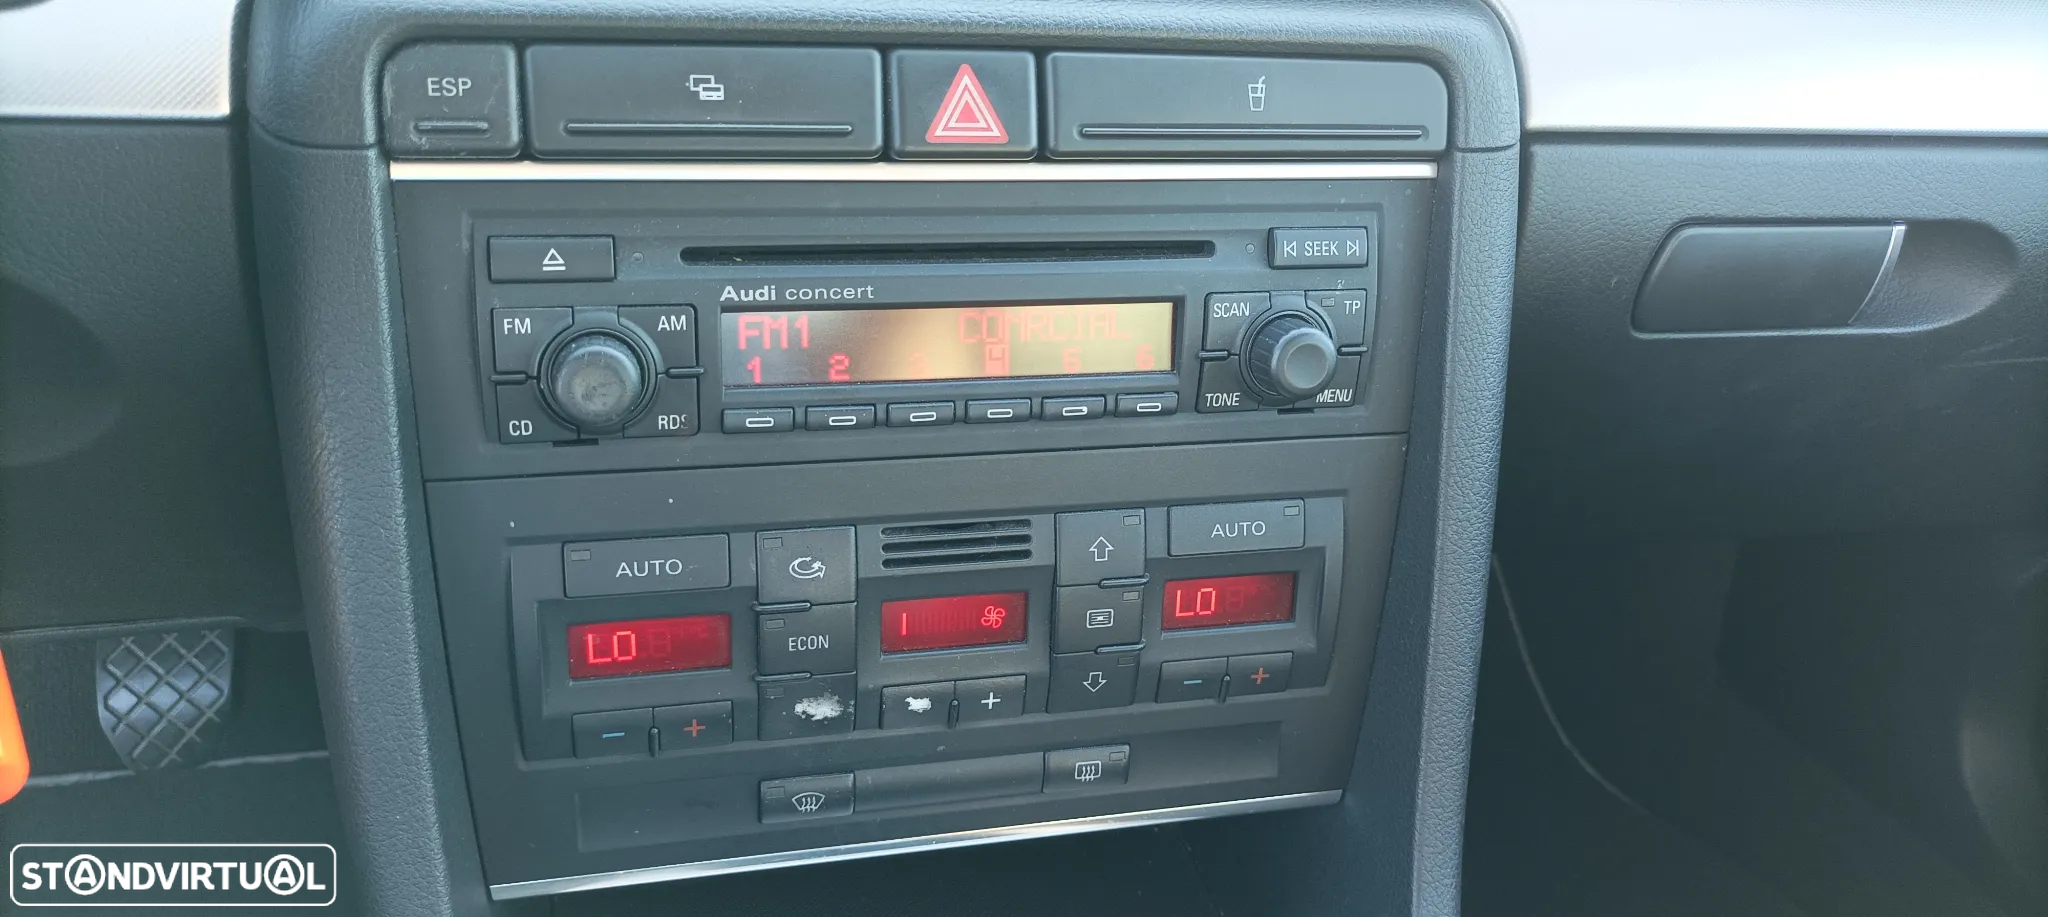 ESP
SEEK
Audi concert
FM
AM
CD
RDS
FM1 COMRCIAL
1 2 3 4 5 6
SCAN
TP
TONE
MENU
AUTO
AUTO
LO
ECON
LO
- +
+
- +
STANDVIRTUAL